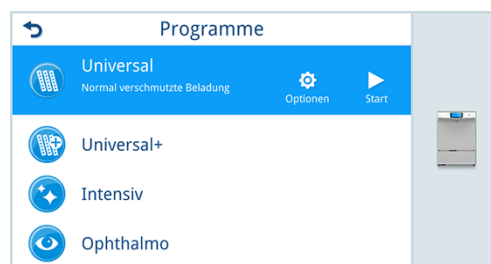 Programme
Universal
Normal verschmutzte Beladung
Optionen
Start
Universal+
Intensiv
Ophthalmo